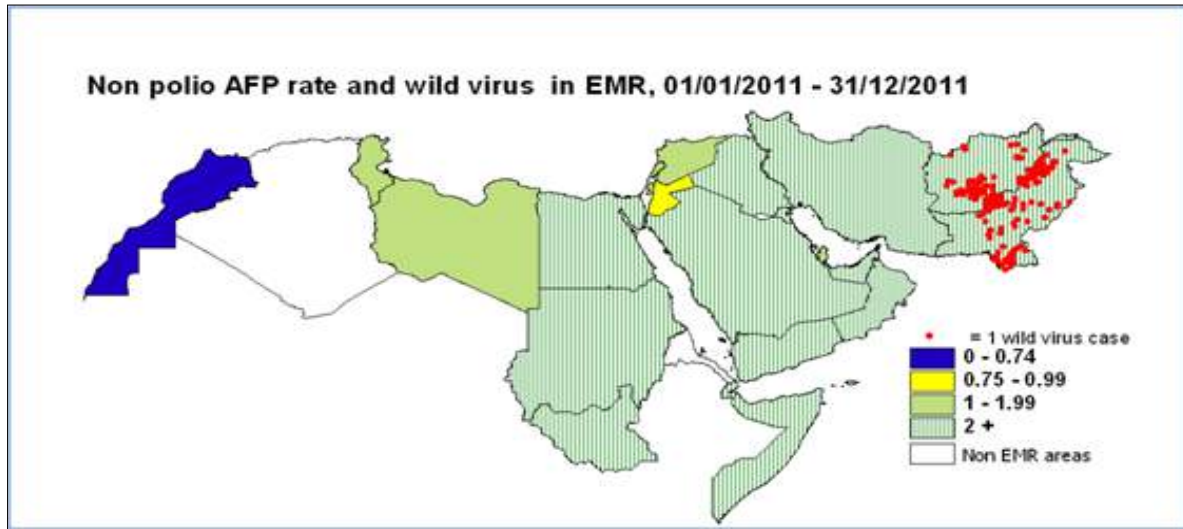 Non polio AFP rate and wild virus in EMR, 01/01/2011 - 31/12/2011
= 1 wild virus case
0 - 0.74
0.75 - 0.99
1 - 1.99
2 +
Non EMR areas